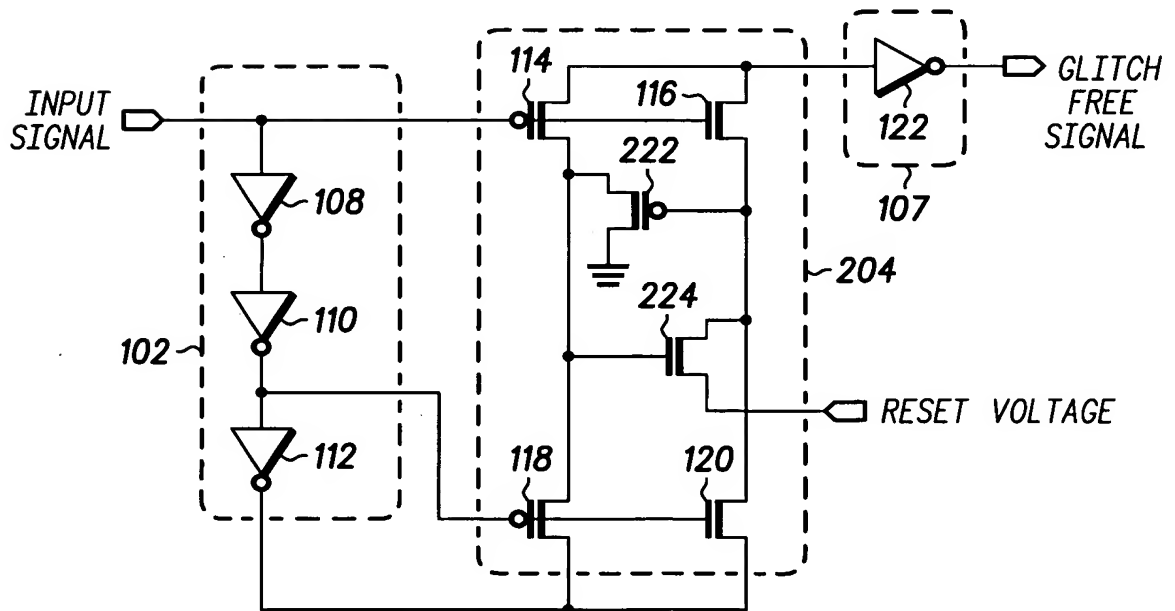 114
116
122
GLITCH
FREE
SIGNAL
INPUT
SIGNAL
222
107
108
204
224
110
102
RESET VOLTAGE
112
118
120